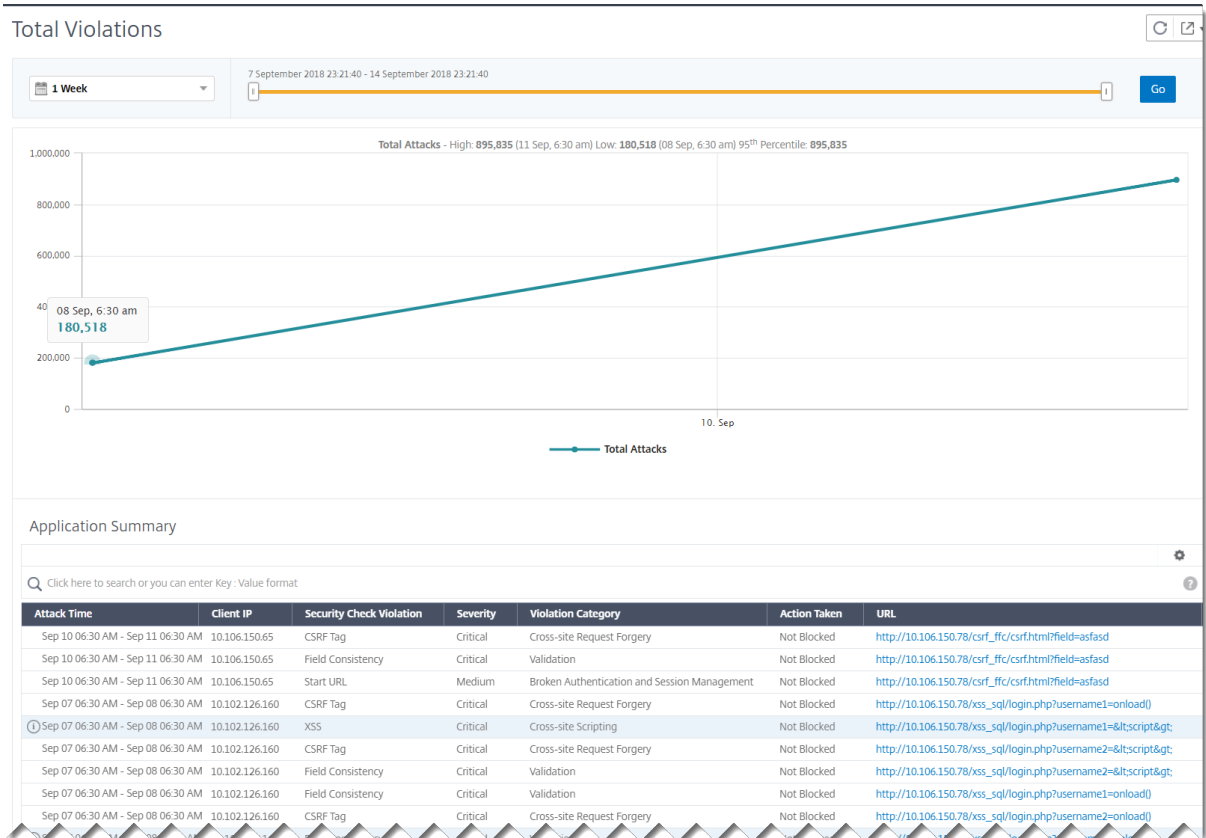 Total Violations
1 Week
7 September 2018 23:21:40 - 14 September 2018 23:21:40
Go
Total Attacks - High: 895,835 (11 Sep, 6:30 am) Low: 180,518 (08 Sep, 6:30 am) 95th Percentile: 895,835
1,000,000
800,000
600,000
40
08 Sep, 6:30 am
180,518
200,000
0
10. Sep
Total Attacks
Application Summary
Click here to search or you can enter Key : Value format
Attack Time Client IP Security Check Violation Severity Violation Category Action Taken URL
Sep 10 06:30 AM - Sep 11 06:30 AM 10.106.150.65 CSRF Tag Critical Cross-site Request Forgery Not Blocked http://10.106.150.78/csrf_ffc/csrf.html?field=asfasd
Sep 10 06:30 AM - Sep 11 06:30 AM 10.106.150.65 Field Consistency Critical Validation Not Blocked http://10.106.150.78/csrf_ffc/csrf.html?field=asfasd
Sep 10 06:30 AM - Sep 11 06:30 AM 10.106.150.65 Start URL Medium Broken Authentication and Session Management Not Blocked http://10.106.150.78/csrf_ffc/csrf.html?field=asfasd
Sep 07 06:30 AM - Sep 08 06:30 AM 10.102.126.160 CSRF Tag Critical Cross-site Request Forgery Not Blocked http://10.106.150.78/xss_sql/login.php?username1=onload()
Sep 07 06:30 AM - Sep 08 06:30 AM 10.102.126.160 XSS Critical Cross-site Scripting Not Blocked http://10.106.150.78/xss_sql/login.php?username1=&lt;script&gt;
Sep 07 06:30 AM - Sep 08 06:30 AM 10.102.126.160 CSRF Tag Critical Cross-site Request Forgery Not Blocked http://10.106.150.78/xss_sql/login.php?username2=&lt;script&gt;
Sep 07 06:30 AM - Sep 08 06:30 AM 10.102.126.160 Field Consistency Critical Validation Not Blocked http://10.106.150.78/xss_sql/login.php?username2=&lt;script&gt;
Sep 07 06:30 AM - Sep 08 06:30 AM 10.102.126.160 Field Consistency Critical Validation Not Blocked http://10.106.150.78/xss_sql/login.php?username1=onload()
Sep 07 06:30 AM - Sep 08 06:30 AM 10.102.126.160 CSRF Tag Critical Cross-site Request Forgery Not Blocked http://10.106.150.78/xss_sql/login.php?username2=onload()